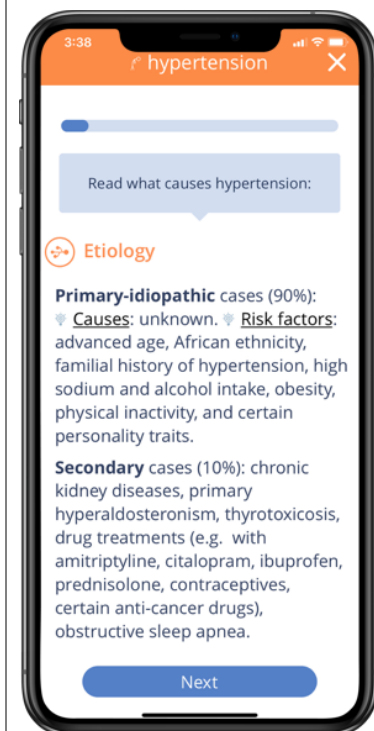 3:38
hypertension
Read what causes hypertension:
Etiology
Primary-idiopathic cases (90%):
Causes: unknown. Risk factors:
advanced age, African ethnicity,
familial history of hypertension, high
sodium and alcohol intake, obesity,
physical inactivity, and certain
personality traits.
Secondary cases (10%): chronic
kidney diseases, primary
hyperaldosteronism, thyrotoxicosis,
drug treatments (e.g. with
amitriptyline, citalopram, ibuprofen,
prednisolone, contraceptives,
certain anti-cancer drugs),
obstructive sleep apnea.
Next